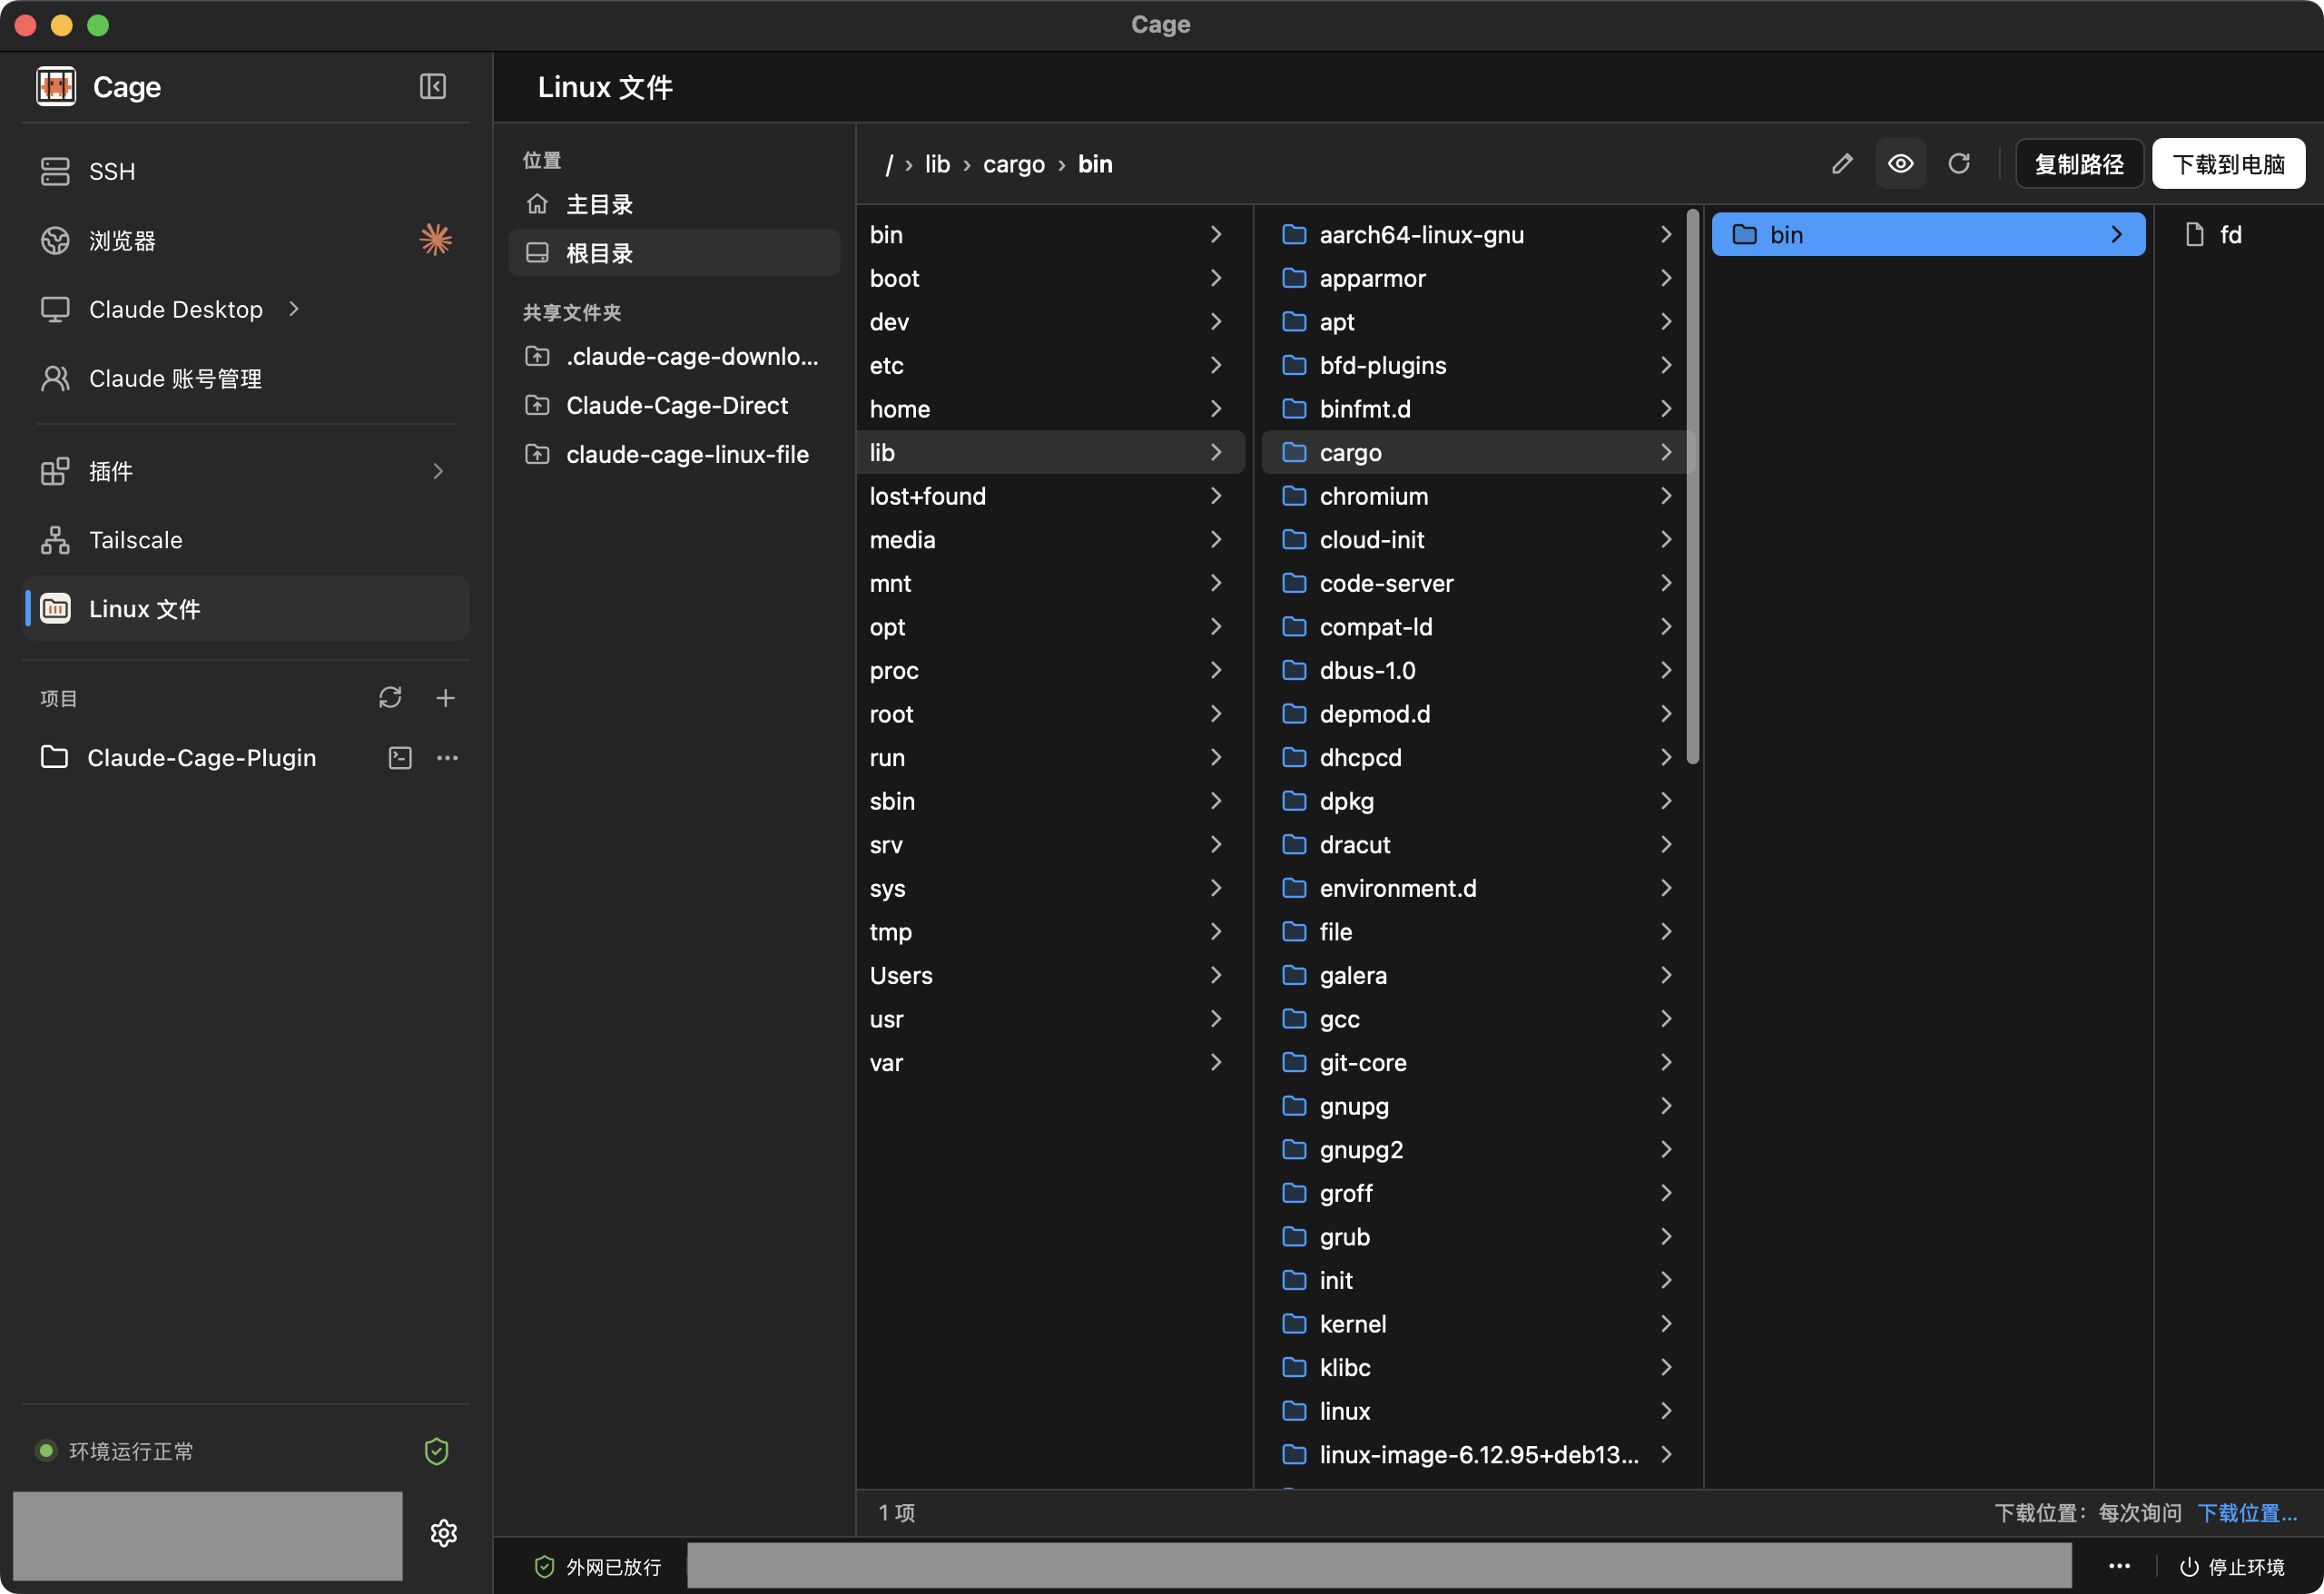 Cage
Cage
SSH
浏览器
Claude Desktop
Claude 账号管理
插件
Tailscale
Linux 文件
项目
Claude-Cage-Plugin
环境运行正常
Linux 文件
位置
主目录
根目录
共享文件夹
.claude-cage-downlo...
Claude-Cage-Direct
claude-cage-linux-file
/ › lib › cargo › bin
复制路径
下载到电脑
bin
boot
dev
etc
home
lib
lost+found
media
mnt
opt
proc
root
run
sbin
srv
sys
tmp
Users
usr
var
aarch64-linux-gnu
apparmor
apt
bfd-plugins
binfmt.d
cargo
chromium
cloud-init
code-server
compat-ld
dbus-1.0
depmod.d
dhcpcd
dpkg
dracut
environment.d
file
galera
gcc
git-core
gnupg
gnupg2
groff
grub
init
kernel
klibc
linux
linux-image-6.12.95+deb13...
bin
fd
1 项
下载位置：每次询问
下载位置...
外网已放行
停止环境